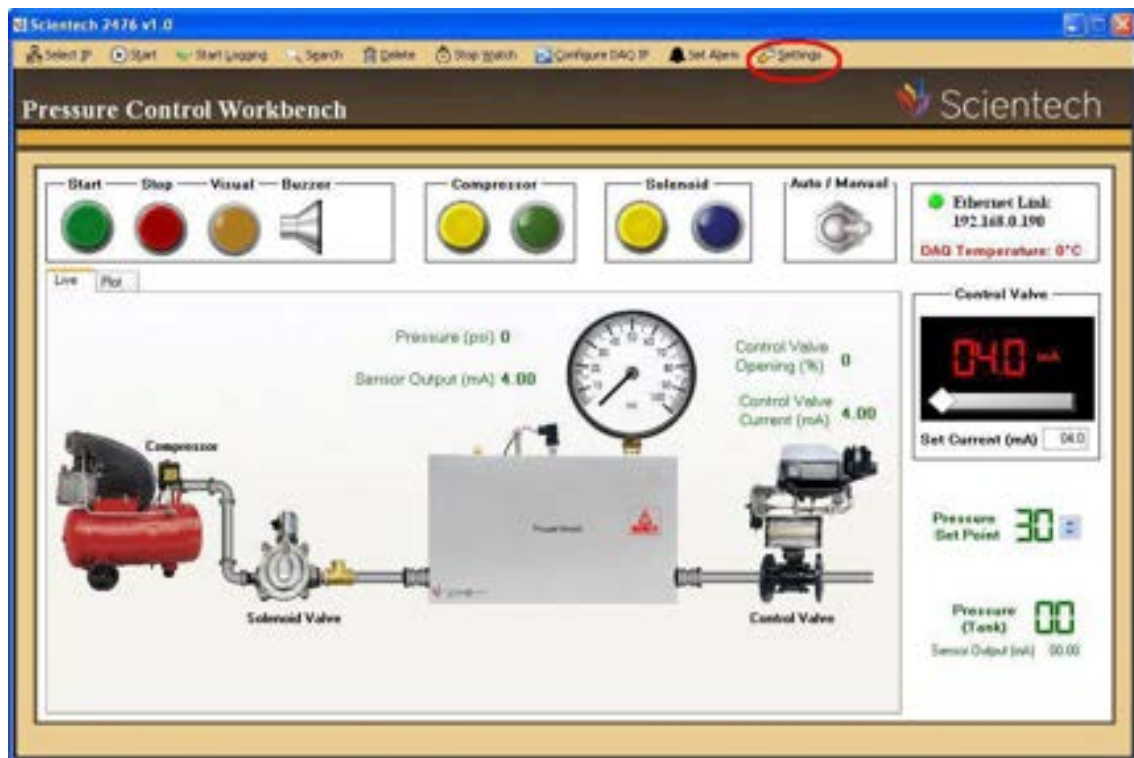 Scientech 2476 v1.0
Select IP Start Start Logging Search Delete Stop Watch Configure DAQ IP Set Alarm Settings
Pressure Control Workbench
Scientech
Start Stop Visual Buzzer
Compressor
Solenoid
Auto / Manual
Ethernet Link:
192.168.0.190
DAQ Temperature: 0°C
Live Plot
Pressure (psi) 0
Sensor Output (mA) 4.00
Control Valve
Opening (%) 0
Control Valve
Current (mA) 4.00
Compressor
Solenoid Valve
Control Valve
Control Valve
04.0 mA
Set Current (mA) 04.0
Pressure
Set Point 30
Pressure
(Tank) 00
Sensor Output (mA) 00.00